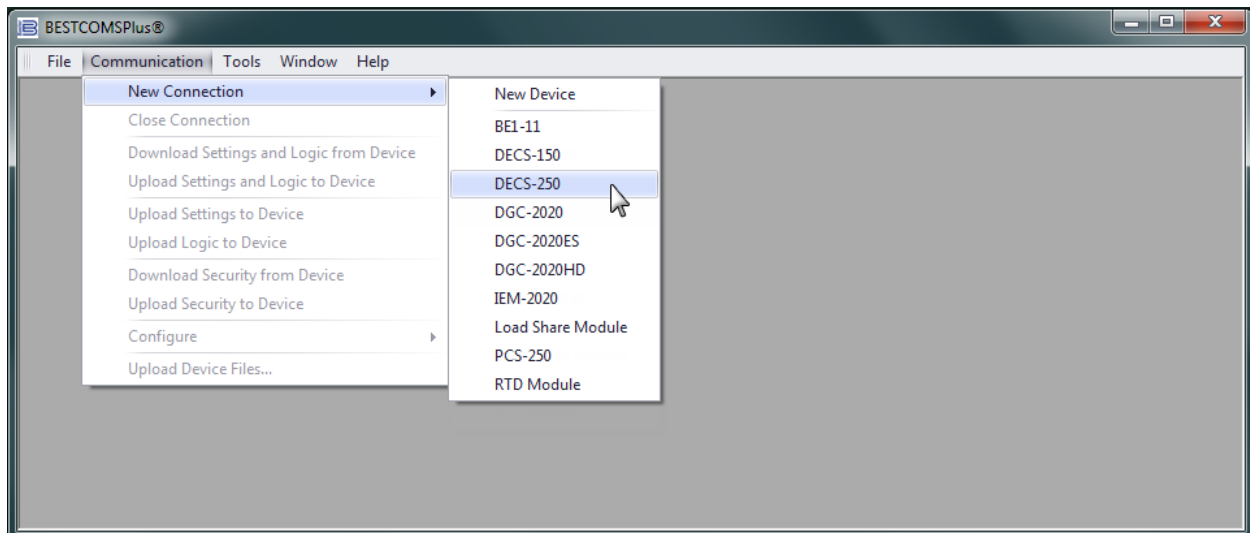 BESTCOMSPlus®
File Communication Tools Window Help
New Connection
Close Connection
Download Settings and Logic from Device
Upload Settings and Logic to Device
Upload Settings to Device
Upload Logic to Device
Download Security from Device
Upload Security to Device
Configure
Upload Device Files...
New Device
BE1-11
DECS-150
DECS-250
DGC-2020
DGC-2020ES
DGC-2020HD
IEM-2020
Load Share Module
PCS-250
RTD Module